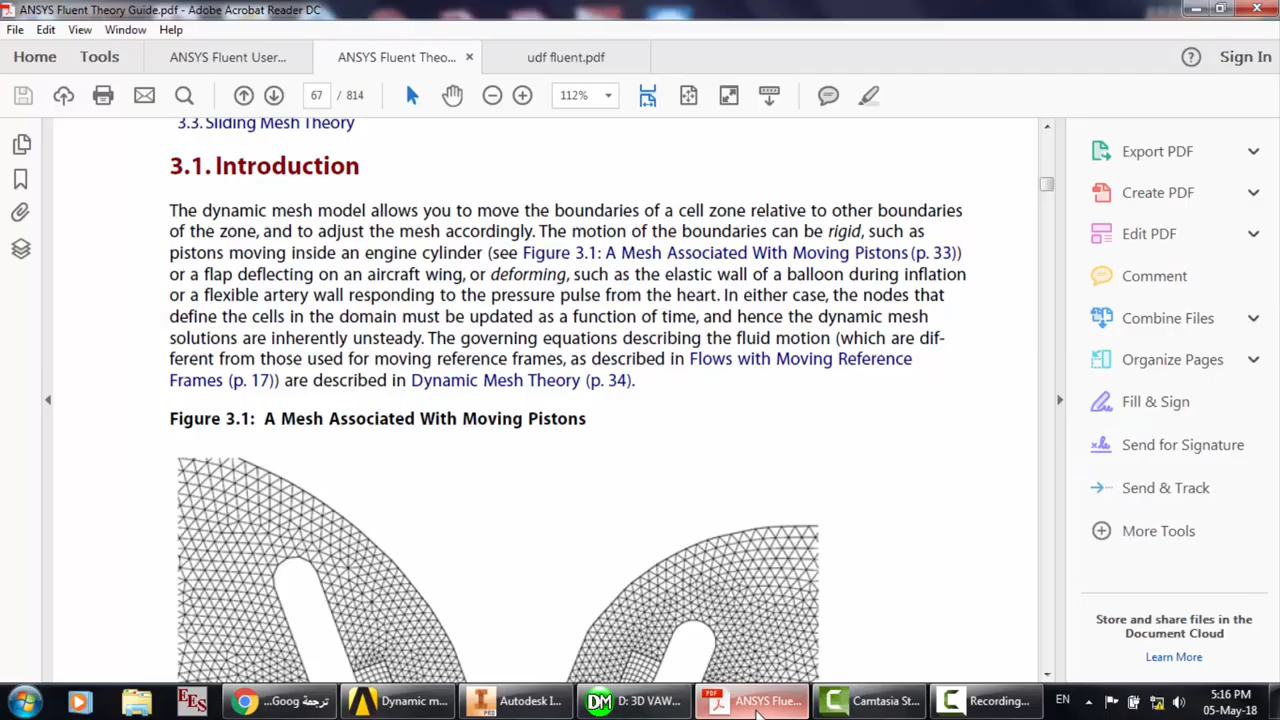 ANSYS Fluent Theory Guide.pdf - Adobe Acrobat Reader DC
File Edit View Window Help
Home Tools ANSYS Fluent User... ANSYS Fluent Theo... × udf fluent.pdf Sign In
67 / 814 112%
3.3. Sliding Mesh Theory
3.1. Introduction
The dynamic mesh model allows you to move the boundaries of a cell zone relative to other boundaries
of the zone, and to adjust the mesh accordingly. The motion of the boundaries can be rigid, such as
pistons moving inside an engine cylinder (see Figure 3.1: A Mesh Associated With Moving Pistons (p. 33))
or a flap deflecting on an aircraft wing, or deforming, such as the elastic wall of a balloon during inflation
or a flexible artery wall responding to the pressure pulse from the heart. In either case, the nodes that
define the cells in the domain must be updated as a function of time, and hence the dynamic mesh
solutions are inherently unsteady. The governing equations describing the fluid motion (which are dif-
ferent from those used for moving reference frames, as described in Flows with Moving Reference
Frames (p. 17)) are described in Dynamic Mesh Theory (p. 34).
Figure 3.1: A Mesh Associated With Moving Pistons
Export PDF
Create PDF
Edit PDF
Comment
Combine Files
Organize Pages
Fill & Sign
Send for Signature
Send & Track
More Tools
Store and share files in the
Document Cloud
Learn More
EES ...Goog ترجمة Dynamic m... Autodesk I... DM D: 3D VAW... PDF ANSYS Flue... Camtasia St... Recording... EN 5:16 PM
05-May-18